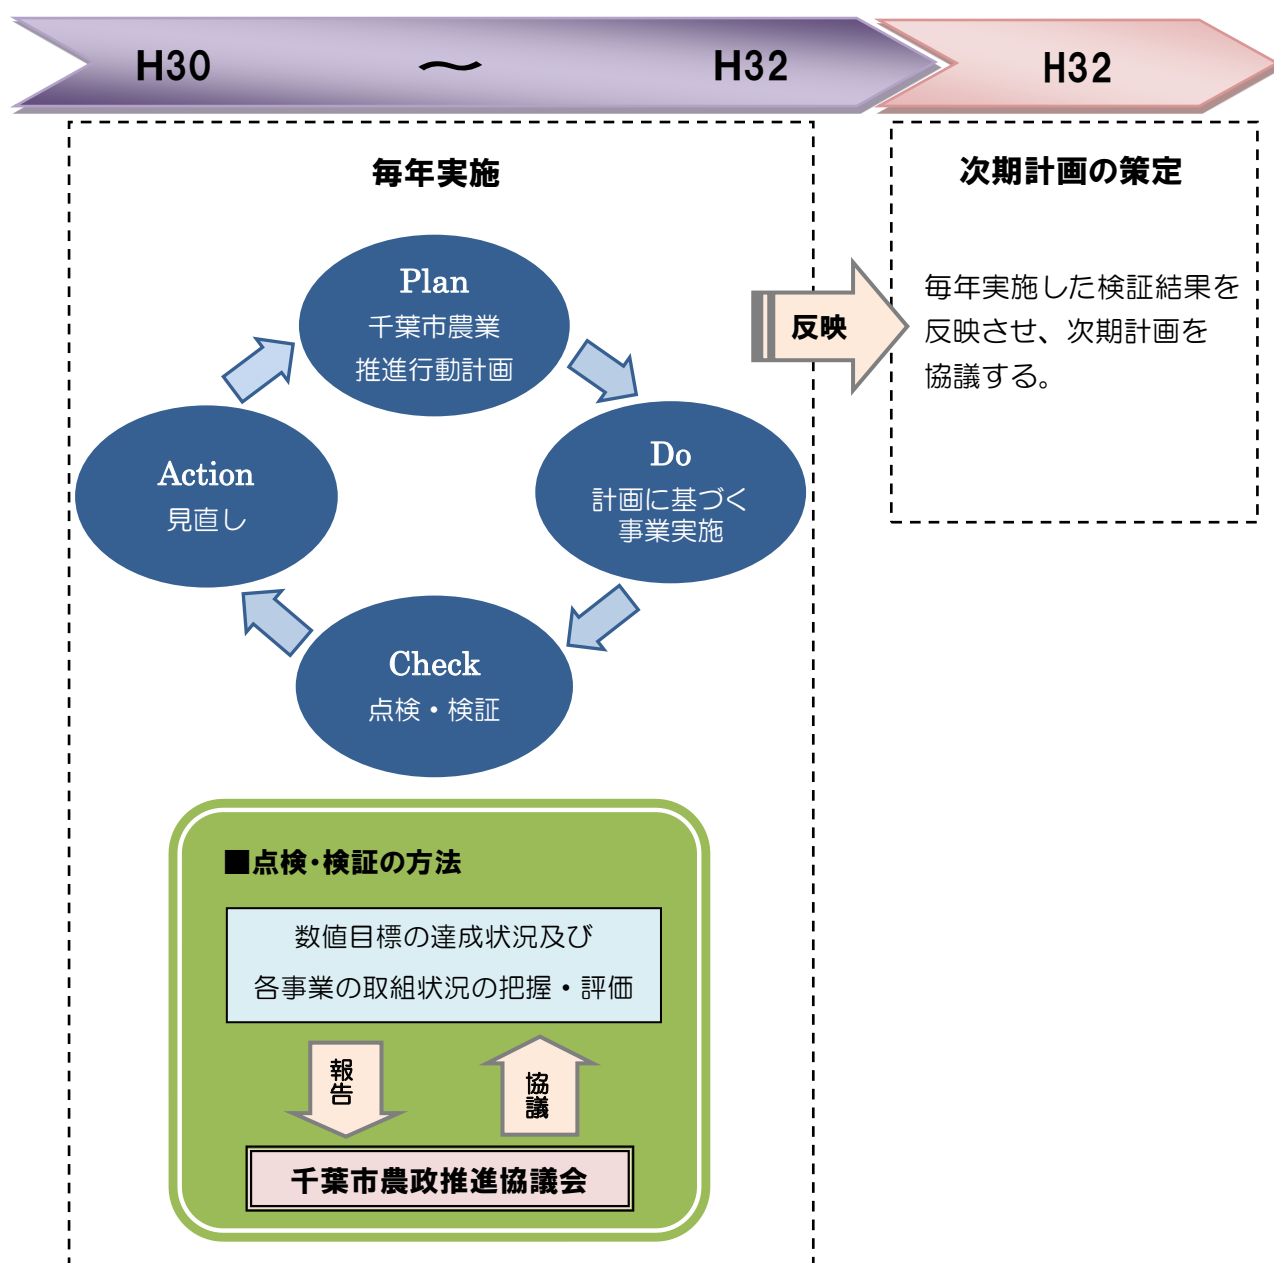 H30 ～ H32
H32
毎年実施
Plan
千葉市農業
推進行動計画
Do
計画に基づく
事業実施
Check
点検・検証
Action
見直し
■点検・検証の方法
数値目標の達成状況及び
各事業の取組状況の把握・評価
報告
協議
千葉市農政推進協議会
反映
次期計画の策定
毎年実施した検証結果を
反映させ、次期計画を
協議する。